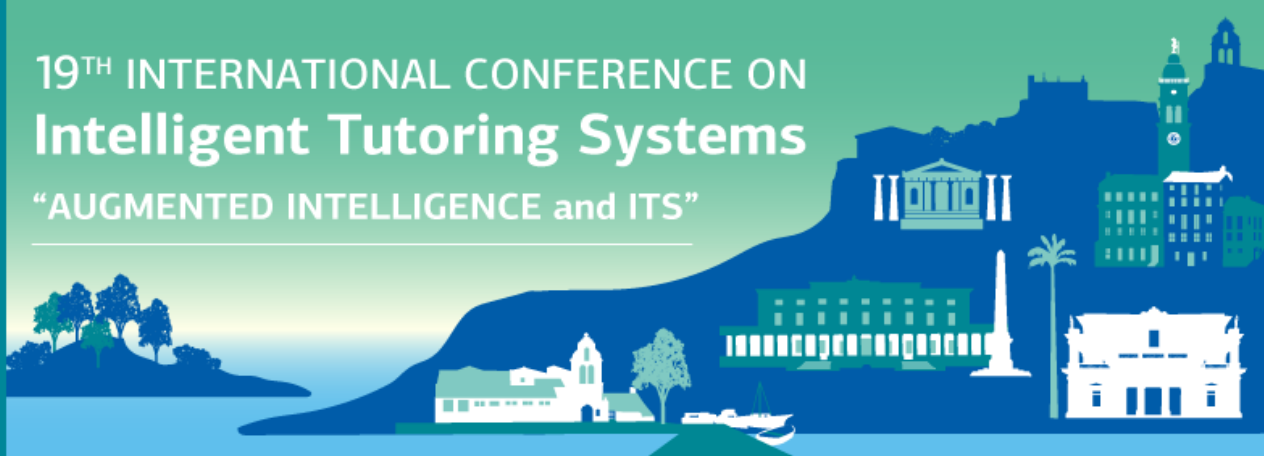 19TH INTERNATIONAL CONFERENCE ON
Intelligent Tutoring Systems
“AUGMENTED INTELLIGENCE and ITS”